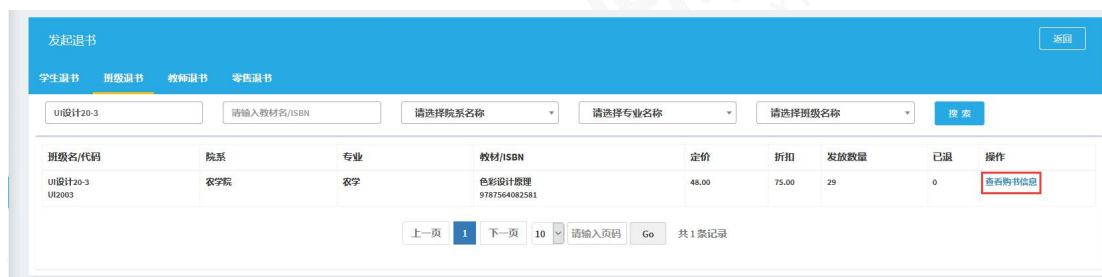 发起退书 返回
学生退书 班级退书 教师退书 零售退书
UI设计20-3 请输入教材名/ISBN 请选择院系名称 请选择专业名称 请选择班级名称 搜索
班级名/代码 院系 专业 教材/ISBN 定价 折扣 发放数量 已退 操作
UI设计20-3 农学院 农学 色彩设计原理 48.00 75.00 29 0 查看购书信息
UI2003 9787564082581
上一页 1 下一页 10 请输入页码 Go 共1条记录